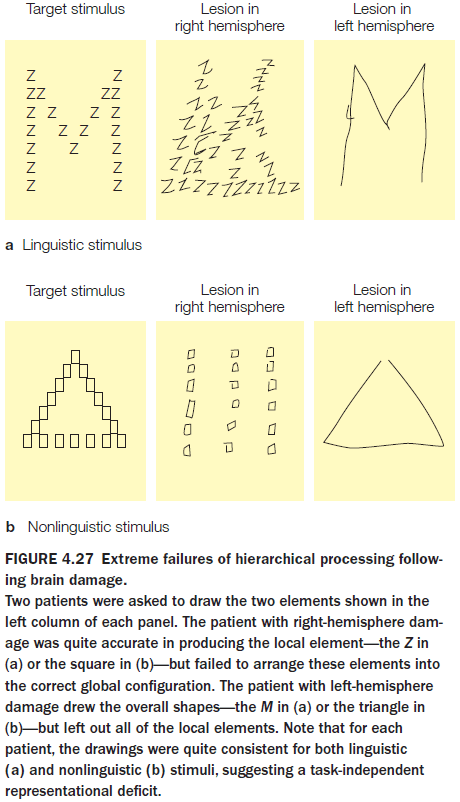 Target stimulus
Lesion in
right hemisphere
Lesion in
left hemisphere
Z Z
ZZ ZZ
Z Z Z Z
Z Z Z Z
Z Z Z
Z Z
Z Z
a Linguistic stimulus
Target stimulus
Lesion in
right hemisphere
Lesion in
left hemisphere
b Nonlinguistic stimulus
FIGURE 4.27 Extreme failures of hierarchical processing follow-
ing brain damage.
Two patients were asked to draw the two elements shown in the
left column of each panel. The patient with right-hemisphere dam-
age was quite accurate in producing the local element—the Z in
(a) or the square in (b)—but failed to arrange these elements into
the correct global configuration. The patient with left-hemisphere
damage drew the overall shapes—the M in (a) or the triangle in
(b)—but left out all of the local elements. Note that for each
patient, the drawings were quite consistent for both linguistic
(a) and nonlinguistic (b) stimuli, suggesting a task-independent
representational deficit.